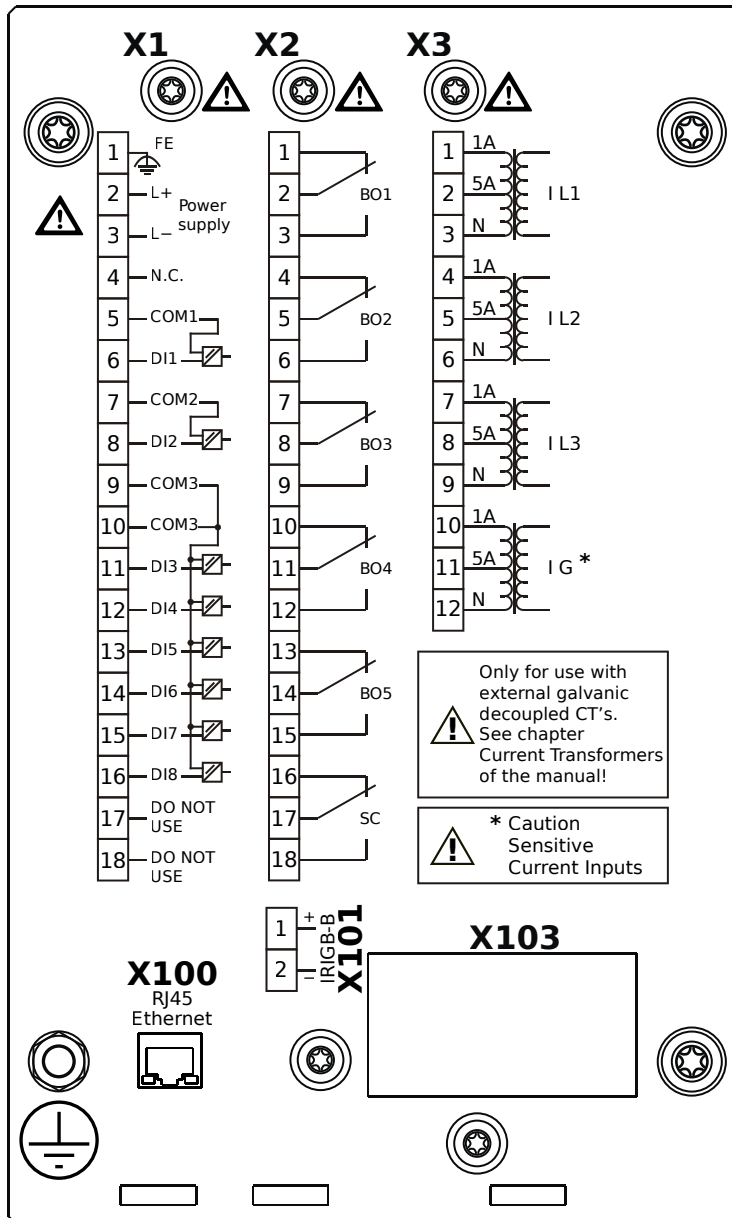 X1 X2 X3
1 FE
2 L+ Power supply
3 L−
4 N.C.
5 COM1
6 DI1
7 COM2
8 DI2
9 COM3
10 COM3
11 DI3
12 DI4
13 DI5
14 DI6
15 DI7
16 DI8
17 DO NOT USE
18 DO NOT USE
1
2 BO1
3
4
5 BO2
6
7
8 BO3
9
10
11 BO4
12
13
14 BO5
15
16
17 SC
18
1 1A
2 5A I L1
3 N
4 1A
5 5A I L2
6 N
7 1A
8 5A I L3
9 N
10 1A
11 5A I G *
12 N
Only for use with
external galvanic
decoupled CT's.
See chapter
Current Transformers
of the manual!
* Caution
Sensitive
Current Inputs
1 +
2 −
IRIGB-B
X101
X103
X100
RJ45
Ethernet